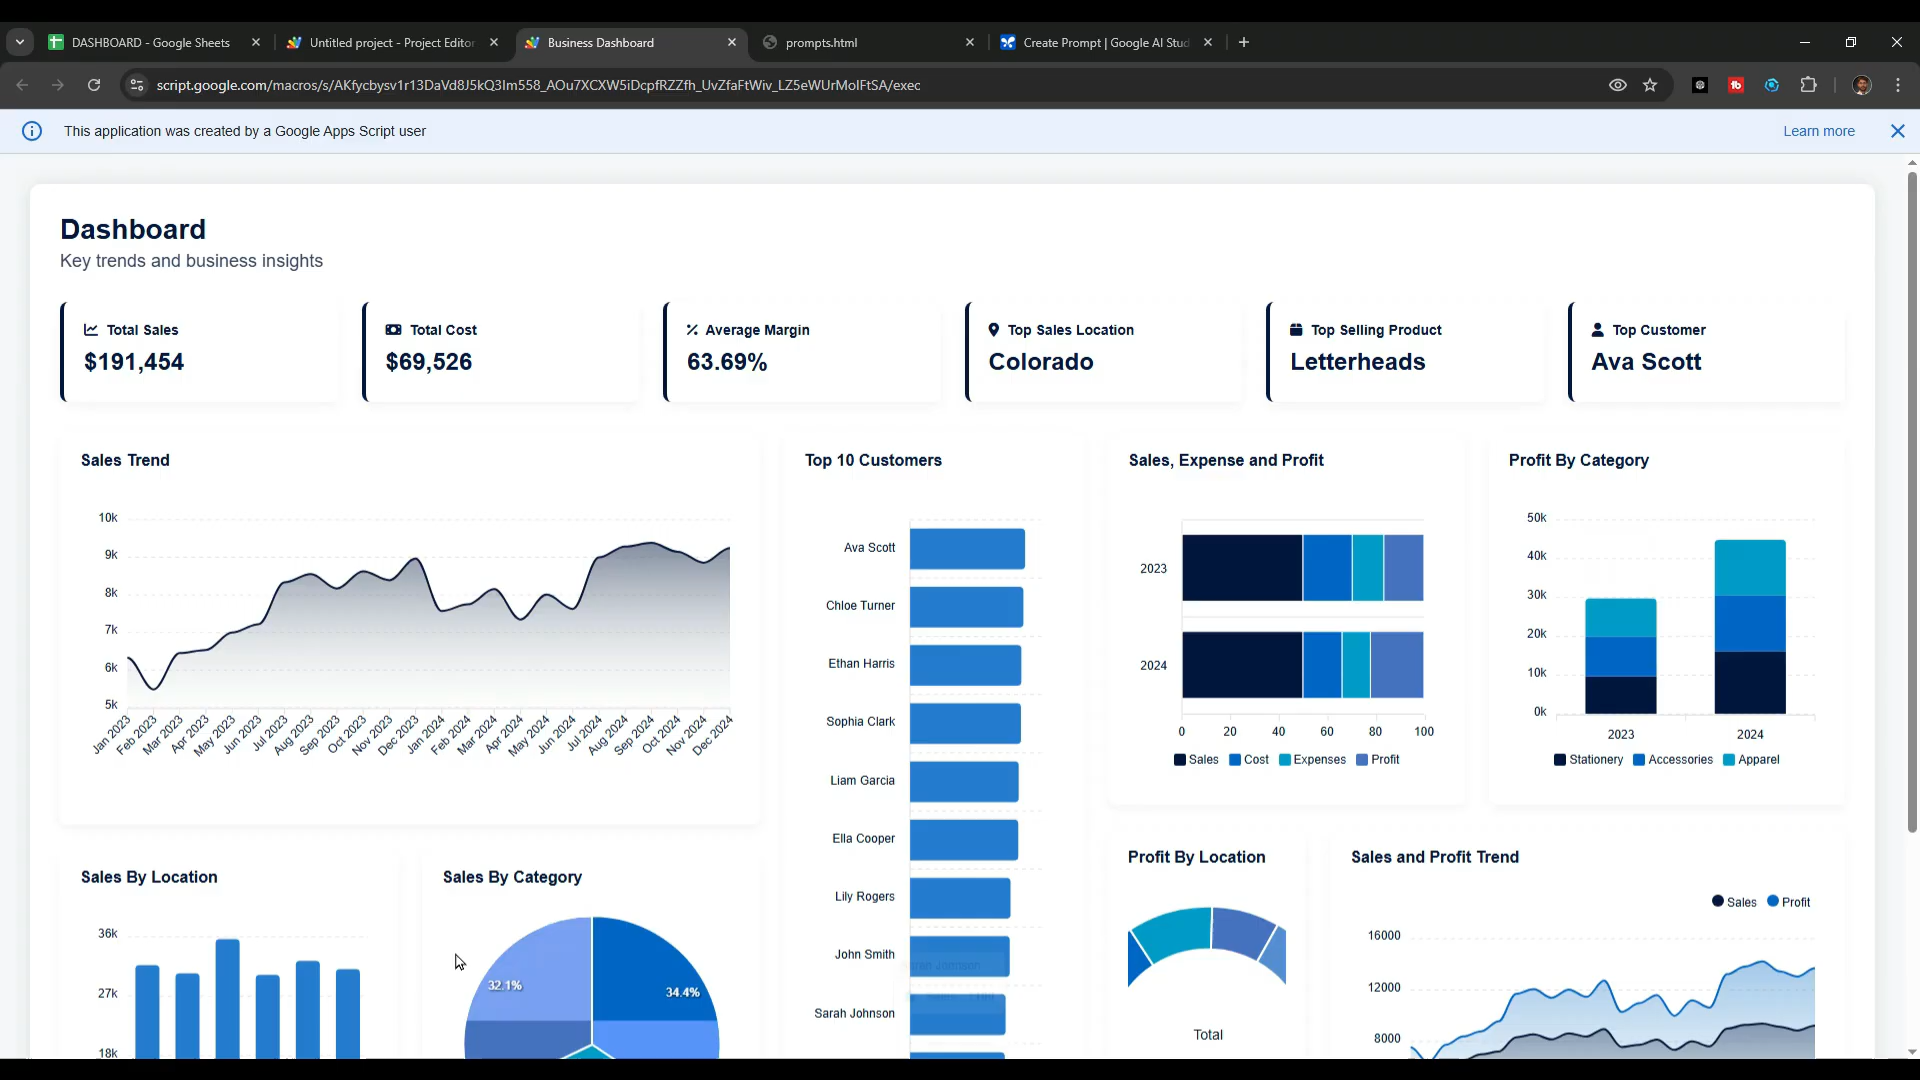 DASHBOARD - Google Sheets
Untitled project - Project Editor
Business Dashboard
prompts.html
Create Prompt | Google AI Stud
script.google.com/macros/s/AKfycbysv1r13DaVd8J5kQ3Im558_AOu7XCXW5iDcpfRZZfh_UvZfaFtWiv_LZ5eWUrMolFtSA/exec
This application was created by a Google Apps Script user
Learn more
Dashboard
Key trends and business insights
Total Sales
$191,454
Total Cost
$69,526
Average Margin
63.69%
Top Sales Location
Colorado
Top Selling Product
Letterheads
Top Customer
Ava Scott
Sales Trend
10k
9k
8k
7k
6k
5k
Jan 2023
Feb 2023
Mar 2023
Apr 2023
May 2023
Jun 2023
Jul 2023
Aug 2023
Sep 2023
Oct 2023
Nov 2023
Dec 2023
Jan 2024
Feb 2024
Mar 2024
Apr 2024
May 2024
Jun 2024
Jul 2024
Aug 2024
Sep 2024
Oct 2024
Nov 2024
Dec 2024
Top 10 Customers
Ava Scott
Chloe Turner
Ethan Harris
Sophia Clark
Liam Garcia
Ella Cooper
Lily Rogers
John Smith
Sarah Johnson
Sales, Expense and Profit
2023
2024
0 20 40 60 80 100
Sales Cost Expenses Profit
Profit By Category
50k
40k
30k
20k
10k
0k
2023 2024
Stationery Accessories Apparel
Sales By Location
36k
27k
18k
Sales By Category
32.1%
34.4%
Profit By Location
Total
Sales and Profit Trend
Sales Profit
16000
12000
8000